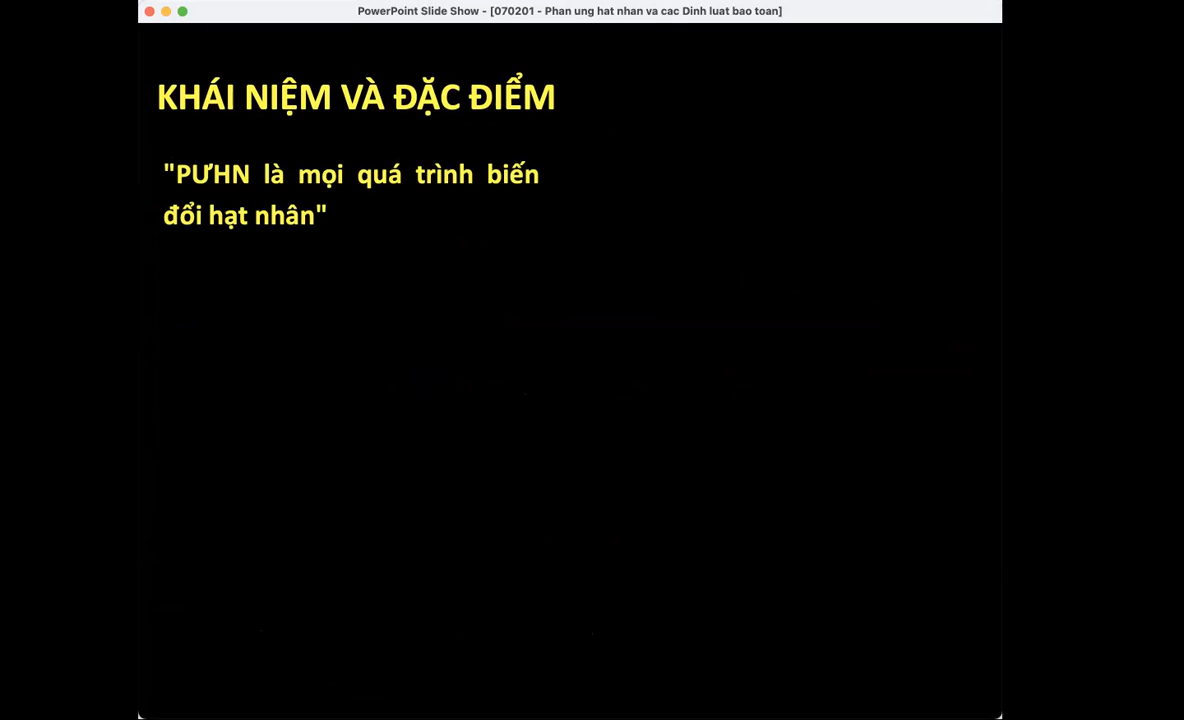 PowerPoint Slide Show - [070201 - Phan ung hat nhan va cac Dinh luat bao toan]
KHÁI NIỆM VÀ ĐẶC ĐIỂM
"PƯHN là mọi quá trình biến
đổi hạt nhân"